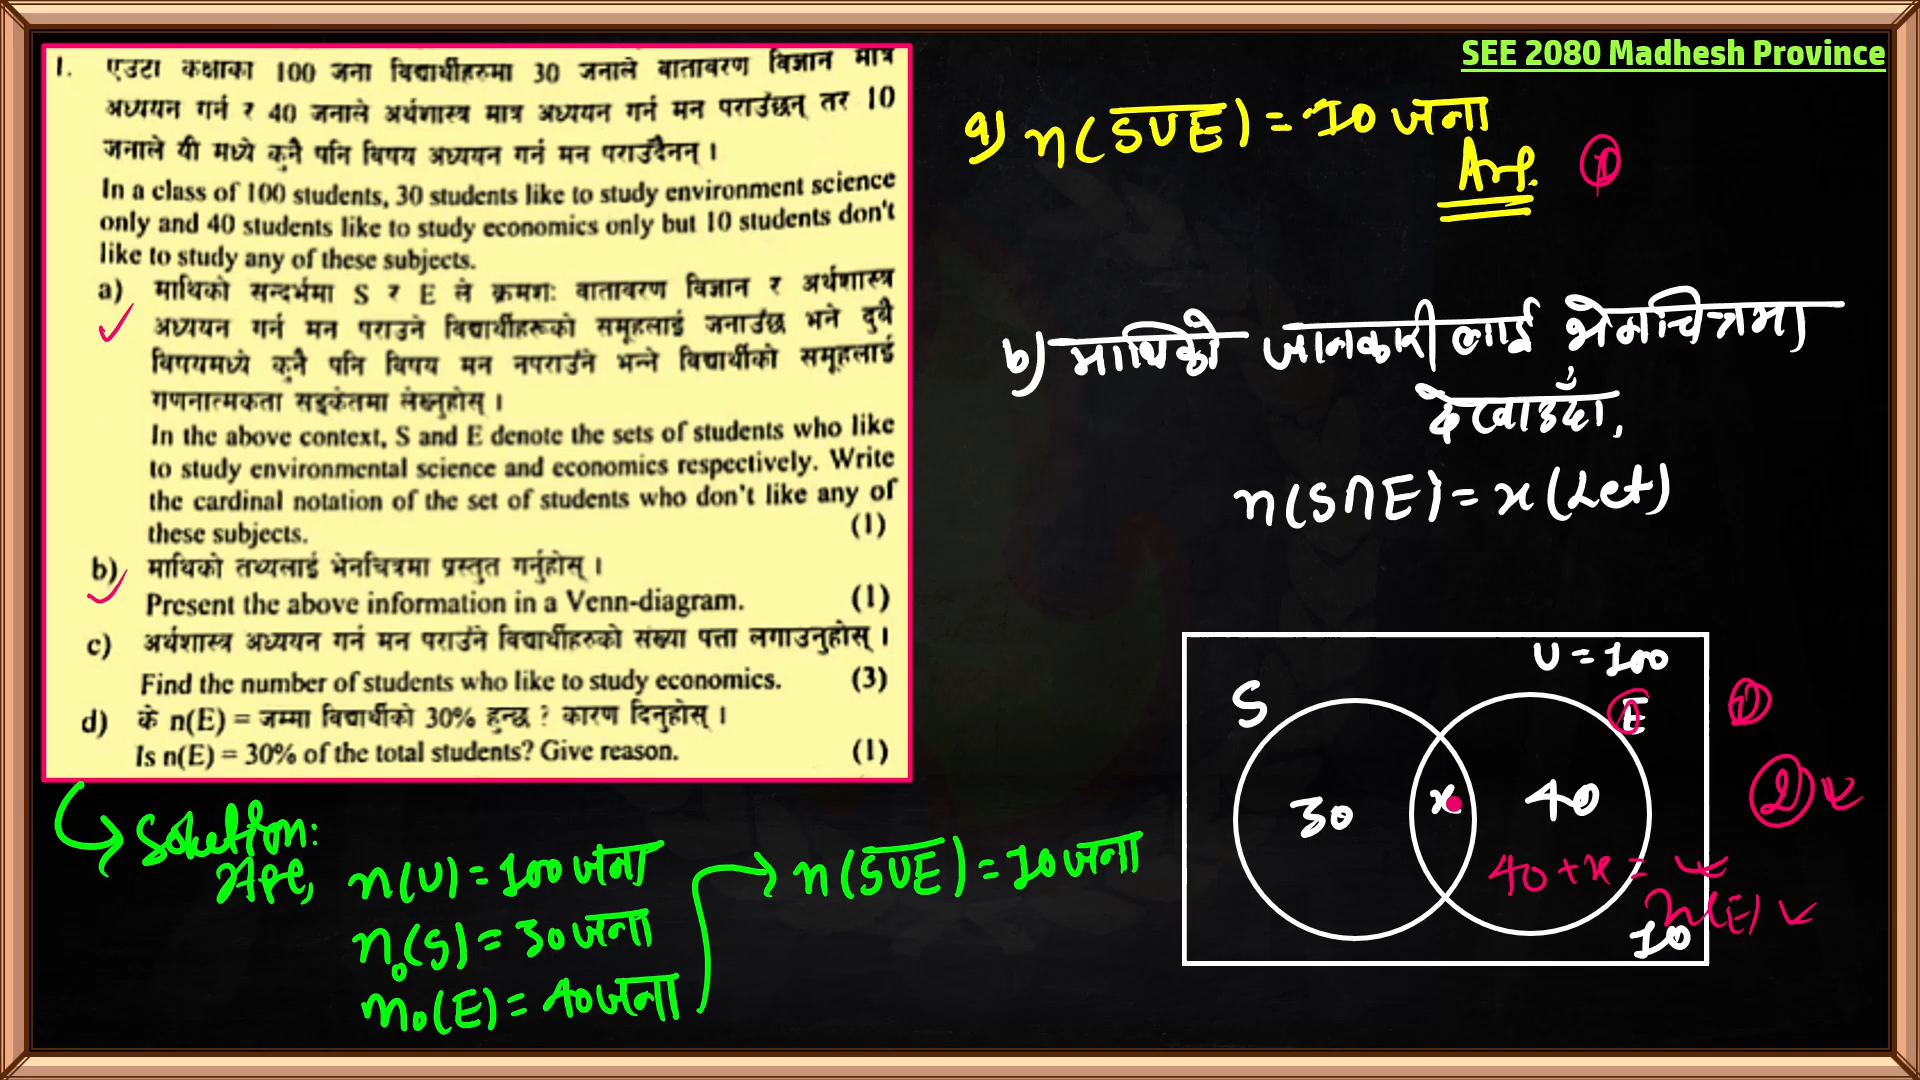 SEE 2080 Madhesh Province
1. एउटा कक्षाका 100 जना विद्यार्थीहरुमा 30 जनाले वातावरण विज्ञान मात्र
अध्ययन गर्न र 40 जनाले अर्थशास्त्र मात्र अध्ययन गर्न मन पराउँछन् तर 10
जनाले यी मध्ये कुनै पनि विषय अध्ययन गर्न मन पराउँदैनन् ।
In a class of 100 students, 30 students like to study environment science
only and 40 students like to study economics only but 10 students don't
like to study any of these subjects.
a) माथिको सन्दर्भमा S र E ले क्रमशः वातावरण विज्ञान र अर्थशास्त्र
अध्ययन गर्न मन पराउने विद्यार्थीहरूको समूहलाई जनाउँछ भने दुवै
विषयमध्ये कुनै पनि विषय मन नपराउँने भन्ने विद्यार्थीको समूहलाई
गणनात्मकता सङ्केतमा लेख्नुहोस् ।
In the above context, S and E denote the sets of students who like
to study environmental science and economics respectively. Write
the cardinal notation of the set of students who don't like any of
these subjects. (1)
b) माथिको तथ्यलाई भेनचित्रमा प्रस्तुत गर्नुहोस् ।
Present the above information in a Venn-diagram. (1)
c) अर्थशास्त्र अध्ययन गर्न मन पराउँने विद्यार्थीहरुको संख्या पत्ता लगाउनुहोस् ।
Find the number of students who like to study economics. (3)
d) के n(E) = जम्मा विद्यार्थीको 30% हुन्छ ? कारण दिनुहोस् ।
Is n(E) = 30% of the total students? Give reason. (1)
Solution:
Here, n(U) = 100 जना
n₀(S) = 30 जना
n₀(E) = 40 जना
n(S̅U̅E̅) = 10 जना
a) n(S̅U̅E̅) = 10 जना
Ans. ①
b) माथिको जानकारीलाई भेनचित्रमा
देखाउँदा,
n(S∩E) = x (Let)
U = 100
S E ①
30 x 40 ②
40 + x =
n(E)
10